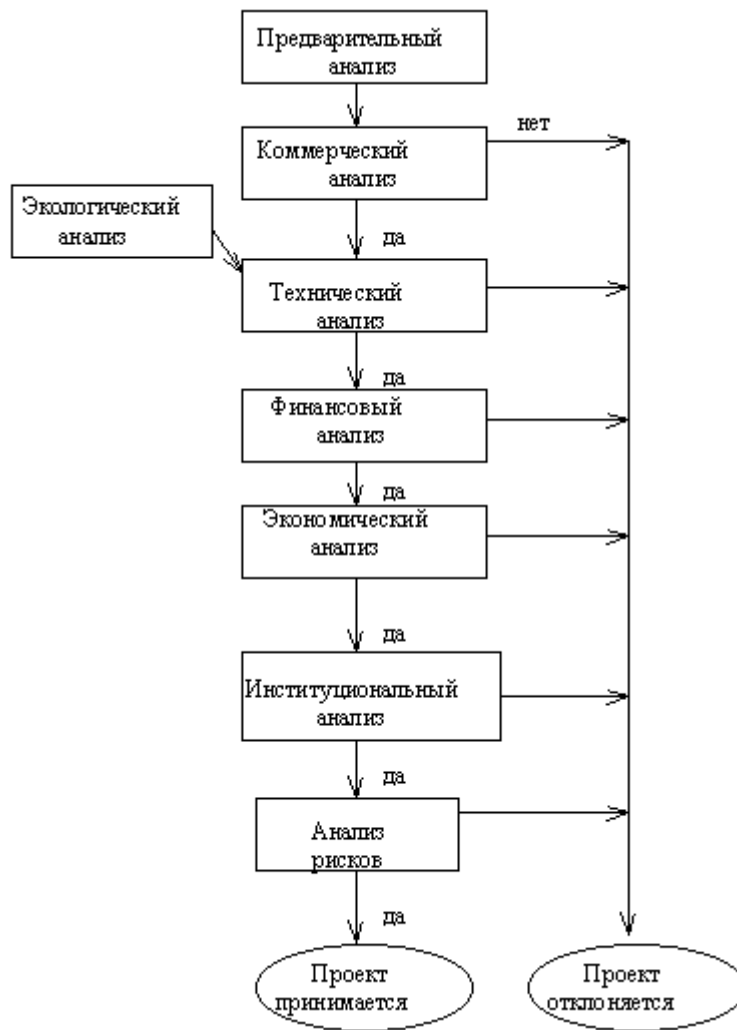 Предварительный
анализ
нет
Коммерческий
анализ
Экологический
анализ
да
Технический
анализ
да
Финансовый
анализ
да
Экономический
анализ
да
Институциональный
анализ
да
Анализ
рисков
да
Проект
принимается
Проект
отклоняется